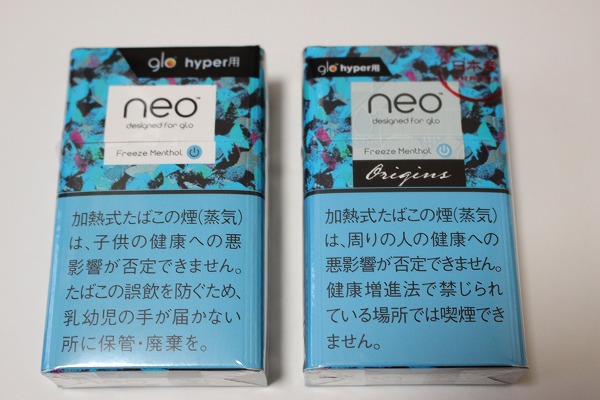 glo hyper用
neo™
designed for glo
Freeze Menthol
加熱式たばこの煙(蒸気)
は、子供の健康への悪
影響が否定できません。
たばこの誤飲を防ぐため、
乳幼児の手が届かない
所に保管・廃棄を。
glo hyper用
日本
neo™
designed for glo
Freeze Menthol
Origins
加熱式たばこの煙(蒸気)
は、周りの人の健康への
悪影響が否定できません。
健康増進法で禁じられ
ている場所では喫煙でき
ません。